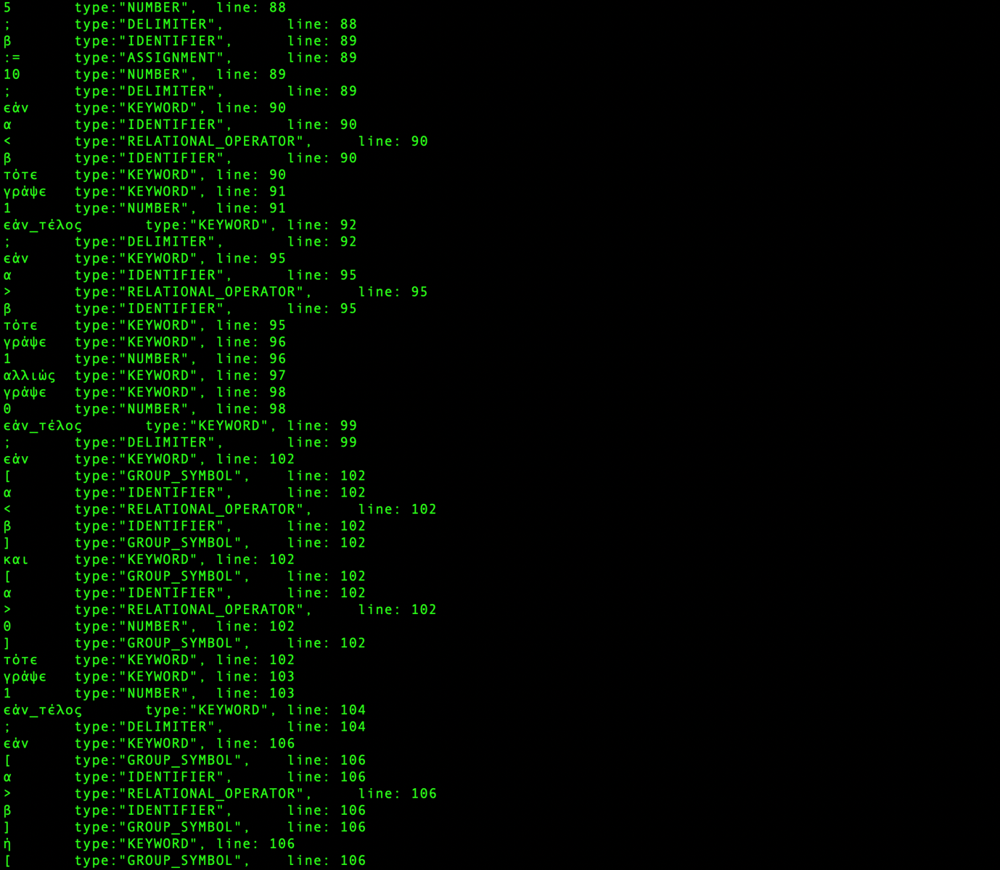 5 type:"NUMBER", line: 88
; type:"DELIMITER", line: 88
β type:"IDENTIFIER", line: 89
:= type:"ASSIGNMENT", line: 89
10 type:"NUMBER", line: 89
; type:"DELIMITER", line: 89
εάν type:"KEYWORD", line: 90
α type:"IDENTIFIER", line: 90
< type:"RELATIONAL_OPERATOR", line: 90
β type:"IDENTIFIER", line: 90
τότε type:"KEYWORD", line: 90
γράψε type:"KEYWORD", line: 91
1 type:"NUMBER", line: 91
εάν_τέλος type:"KEYWORD", line: 92
; type:"DELIMITER", line: 92
εάν type:"KEYWORD", line: 95
α type:"IDENTIFIER", line: 95
> type:"RELATIONAL_OPERATOR", line: 95
β type:"IDENTIFIER", line: 95
τότε type:"KEYWORD", line: 95
γράψε type:"KEYWORD", line: 96
1 type:"NUMBER", line: 96
αλλιώς type:"KEYWORD", line: 97
γράψε type:"KEYWORD", line: 98
0 type:"NUMBER", line: 98
εάν_τέλος type:"KEYWORD", line: 99
; type:"DELIMITER", line: 99
εάν type:"KEYWORD", line: 102
[ type:"GROUP_SYMBOL", line: 102
α type:"IDENTIFIER", line: 102
< type:"RELATIONAL_OPERATOR", line: 102
β type:"IDENTIFIER", line: 102
] type:"GROUP_SYMBOL", line: 102
και type:"KEYWORD", line: 102
[ type:"GROUP_SYMBOL", line: 102
α type:"IDENTIFIER", line: 102
> type:"RELATIONAL_OPERATOR", line: 102
0 type:"NUMBER", line: 102
] type:"GROUP_SYMBOL", line: 102
τότε type:"KEYWORD", line: 102
γράψε type:"KEYWORD", line: 103
1 type:"NUMBER", line: 103
εάν_τέλος type:"KEYWORD", line: 104
; type:"DELIMITER", line: 104
εάν type:"KEYWORD", line: 106
[ type:"GROUP_SYMBOL", line: 106
α type:"IDENTIFIER", line: 106
> type:"RELATIONAL_OPERATOR", line: 106
β type:"IDENTIFIER", line: 106
] type:"GROUP_SYMBOL", line: 106
ή type:"KEYWORD", line: 106
[ type:"GROUP_SYMBOL", line: 106